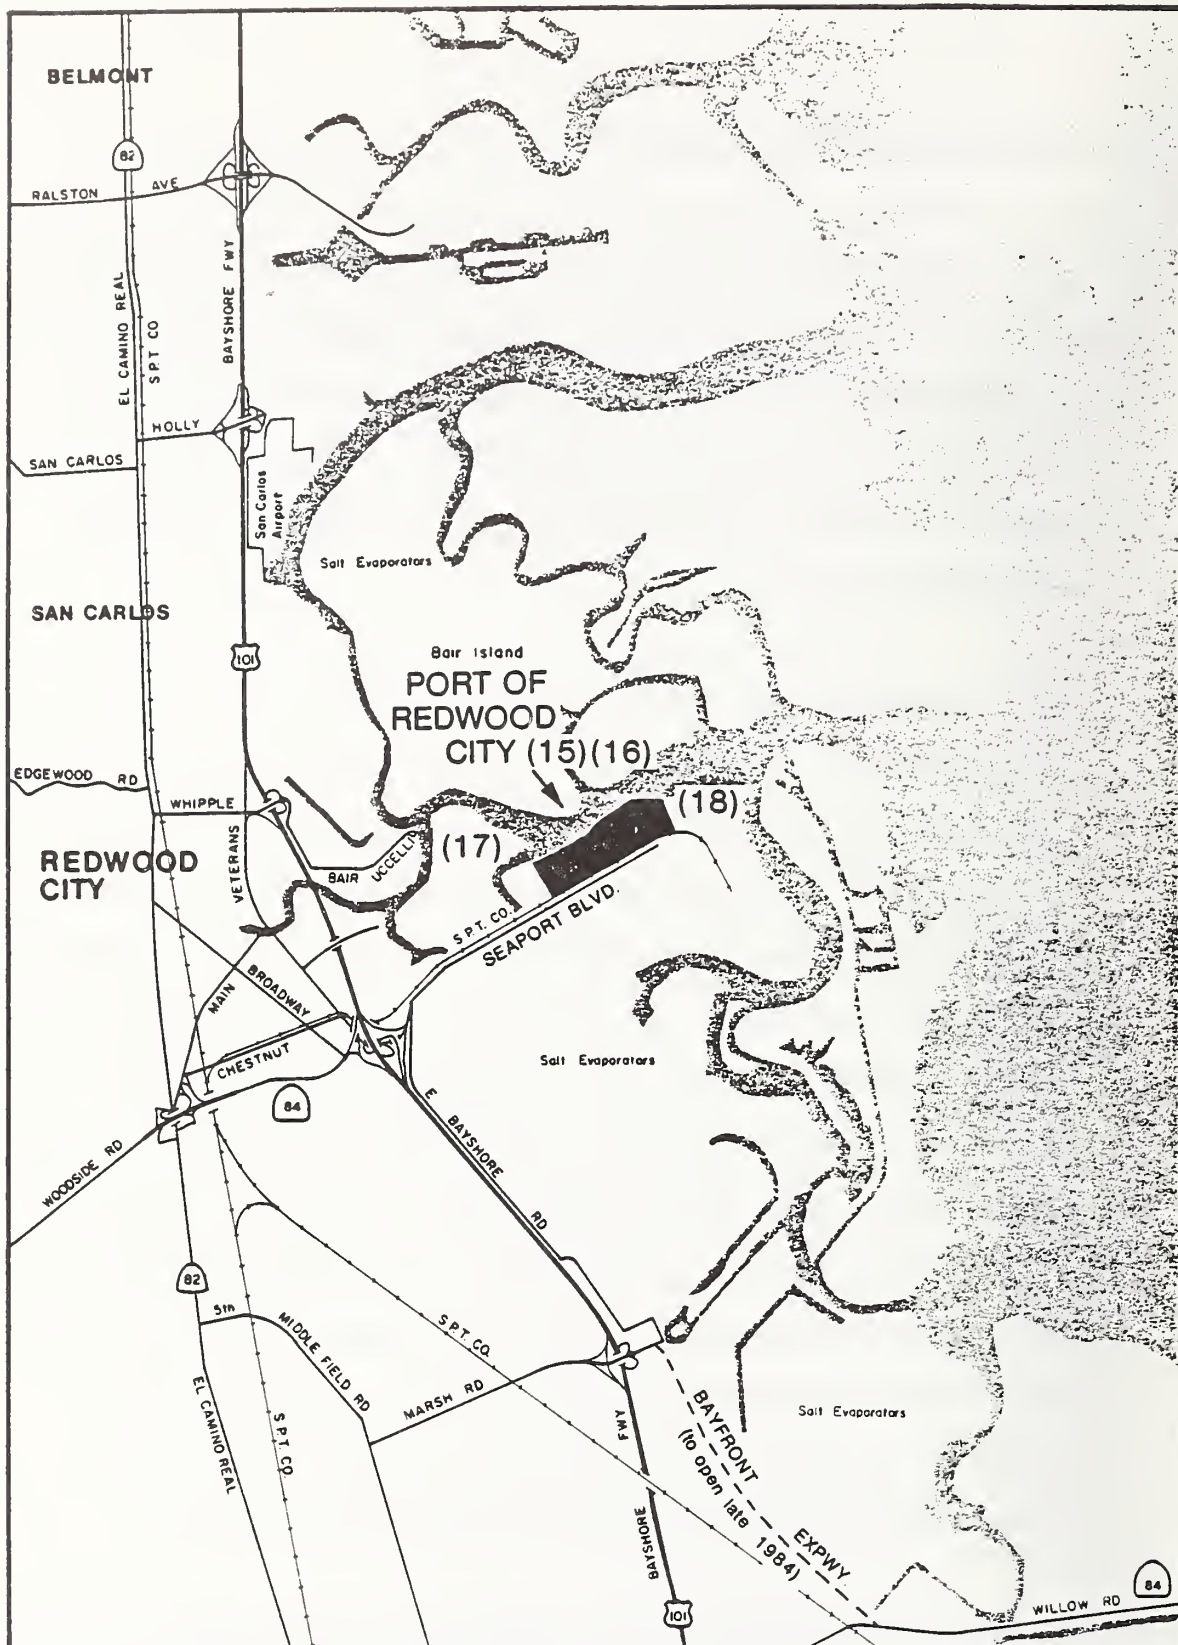 BELMONT
82
RALSTON AVE
EL CAMINO REAL
S.P.T. CO
BAYSHORE FWY
HOLLY
SAN CARLOS
San Carlos
Airport
Salt Evaporators
SAN CARLOS
101
Bair Island
PORT OF
REDWOOD
CITY (15)(16)
EDGEWOOD RD
WHIPPLE
(18)
VETERANS
(17)
REDWOOD
CITY
BAIR UCCELLI
S.P.T. CO.
SEAPORT BLVD.
MAIN
BROADWAY
CHESTNUT
Salt Evaporators
84
E BAYSHORE RD
WOODSIDE RD
82
5th
MIDDLE FIELD RD
S.P.T. CO.
MARSH RD
EL CAMINO REAL
S.P.T. CO.
BAYSHORE FWY
BAYFRONT EXPWY.
(to open late 1984)
Salt Evaporators
101
WILLOW RD
84